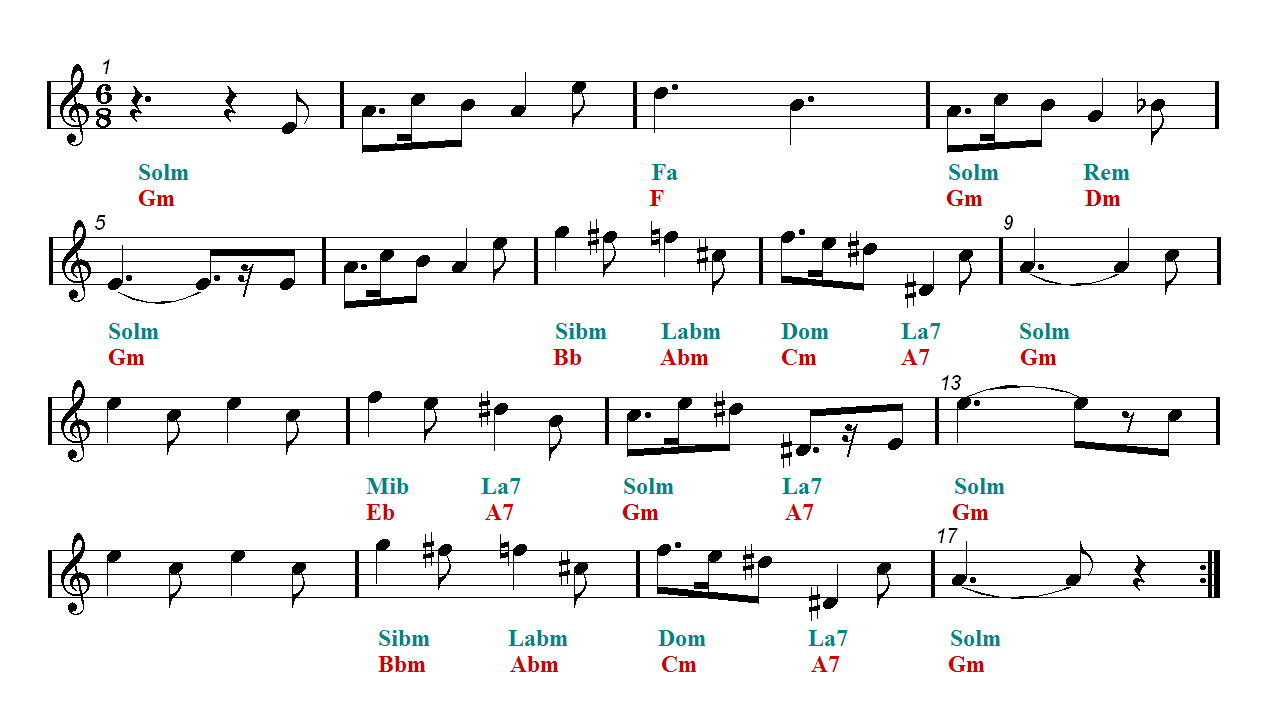 1
6
8
Solm Fa Solm Rem
Gm F Gm Dm
5 9
Solm Sibm Labm Dom La7 Solm
Gm Bb Abm Cm A7 Gm
13
Mib La7 Solm La7 Solm
Eb A7 Gm A7 Gm
17
Sibm Labm Dom La7 Solm
Bbm Abm Cm A7 Gm